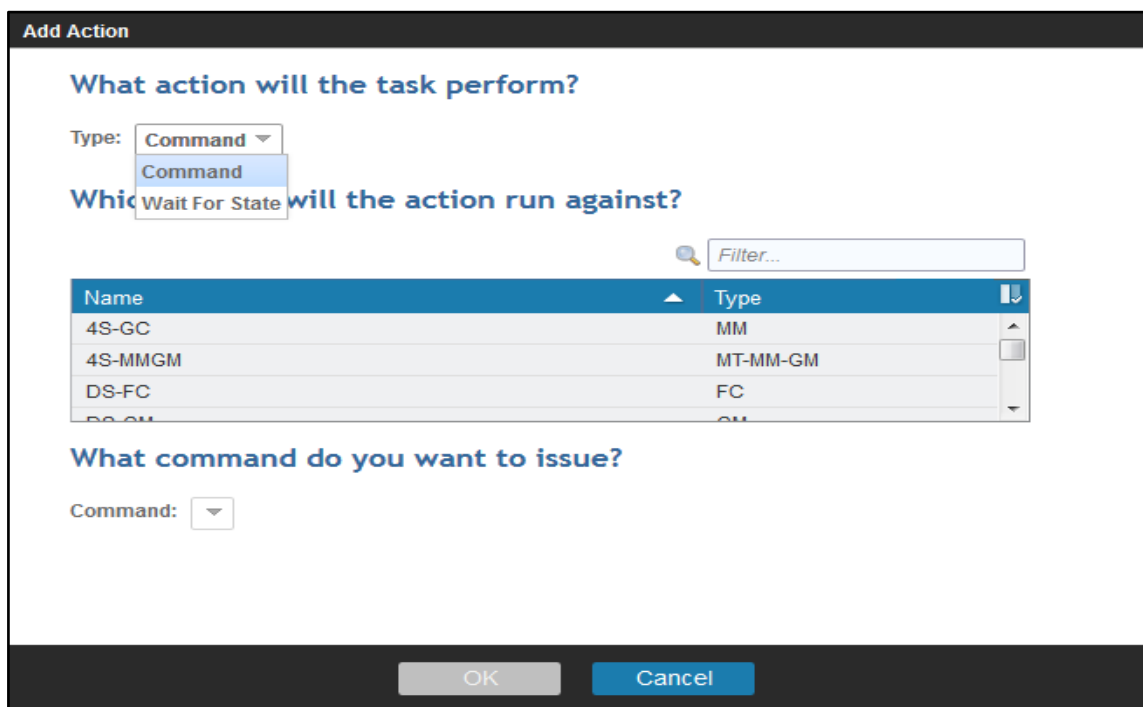 Add Action
What action will the task perform?
Type: Command
Command
Wait For State
Whic will the action run against?
Filter...
Name Type
4S-GC MM
4S-MMGM MT-MM-GM
DS-FC FC
What command do you want to issue?
Command:
OK Cancel